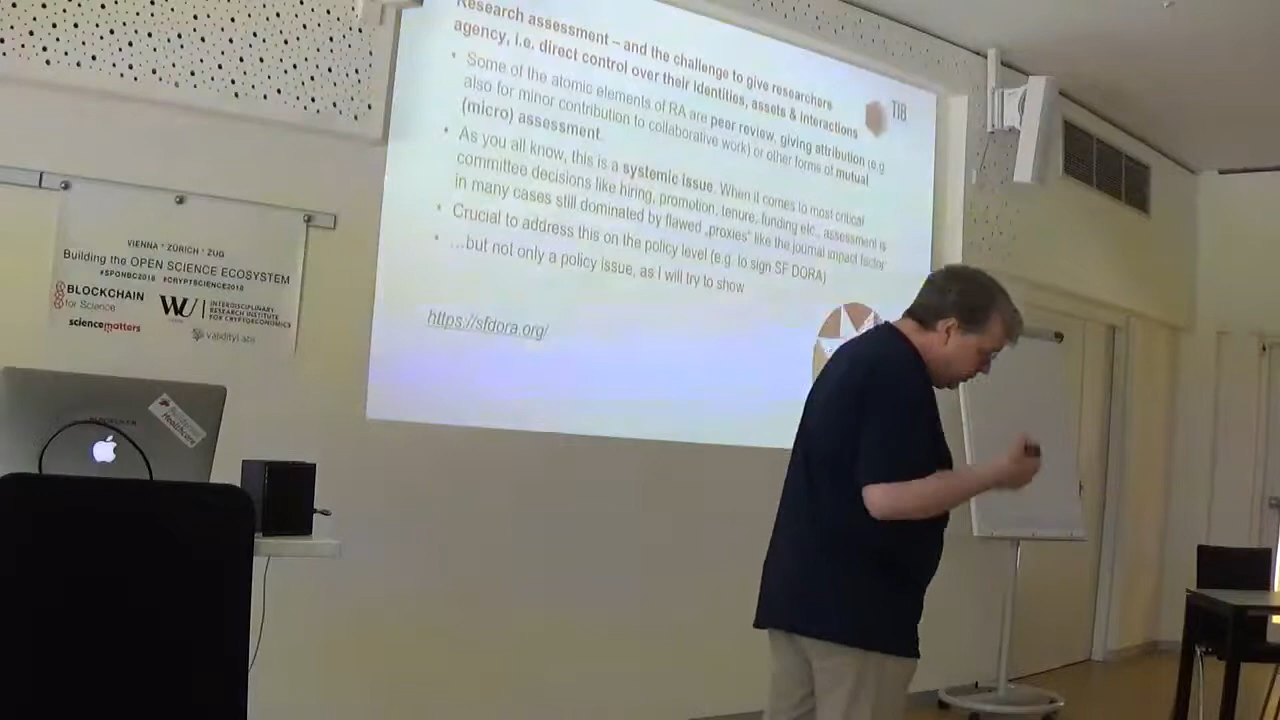 Research assessment – and the challenge to give researchers
agency, i.e. direct control over their identities, assets & interactions
• Some of the atomic elements of RA are peer review, giving attribution (e.g
also for minor contribution to collaborative work) or other forms of mutual
(micro) assessment.
• As you all know, this is a systemic issue. When it comes to most critical
committee decisions like hiring, promotion, tenure, funding etc., assessment is
in many cases still dominated by flawed „proxies“ like the journal impact factor
• Crucial to address this on the policy level (e.g. to sign SF DORA)
• …but not only a policy issue, as I will try to show
https://sfdora.org/
TIB
VIENNA * ZÜRICH * ZUG
Building the OPEN SCIENCE ECOSYSTEM
#SPONBC2018 #CRYPTSCIENCE2018
BLOCKCHAIN
for Science
WU
INTERDISCIPLINARY
RESEARCH INSTITUTE
FOR CRYPTOECONOMICS
sciencematters
validityLabs
Healthcare